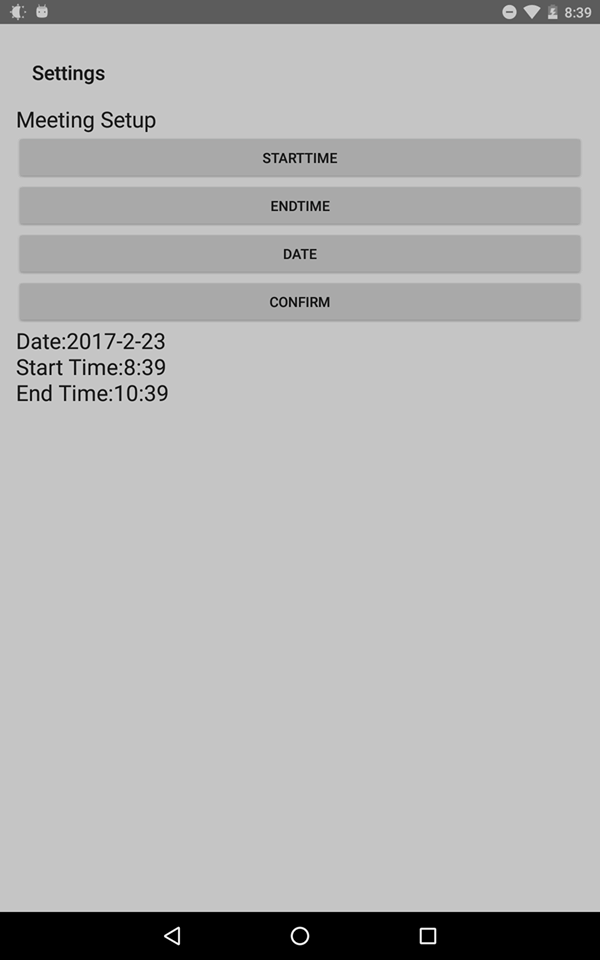 8:39
Settings
Meeting Setup
STARTTIME
ENDTIME
DATE
CONFIRM
Date:2017-2-23
Start Time:8:39
End Time:10:39